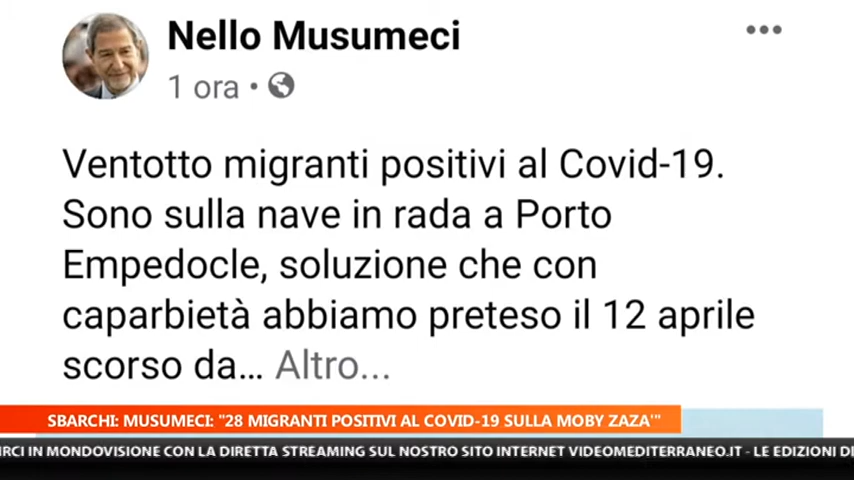 Nello Musumeci
1 ora •
Ventotto migranti positivi al Covid-19.
Sono sulla nave in rada a Porto
Empedocle, soluzione che con
caparbietà abbiamo preteso il 12 aprile
scorso da... Altro...
SBARCHI: MUSUMECI: "28 MIGRANTI POSITIVI AL COVID-19 SULLA MOBY ZAZA'"
IRCI IN MONDOVISIONE CON LA DIRETTA STREAMING SUL NOSTRO SITO INTERNET VIDEOMEDITERRANEO.IT - LE EDIZIONI DI